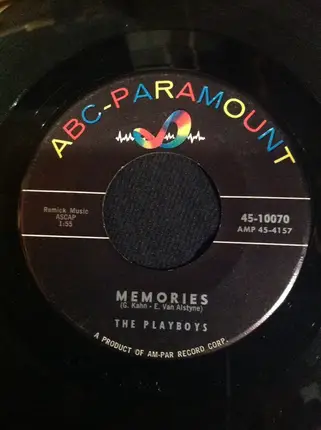 ABC-PARAMOUNT
Remick Music
ASCAP
1:55
45-10070
AMP 45-4157
MEMORIES
(G. Kahn - E. Van Alstyne)
THE PLAYBOYS
A PRODUCT OF AM-PAR RECORD CORP.